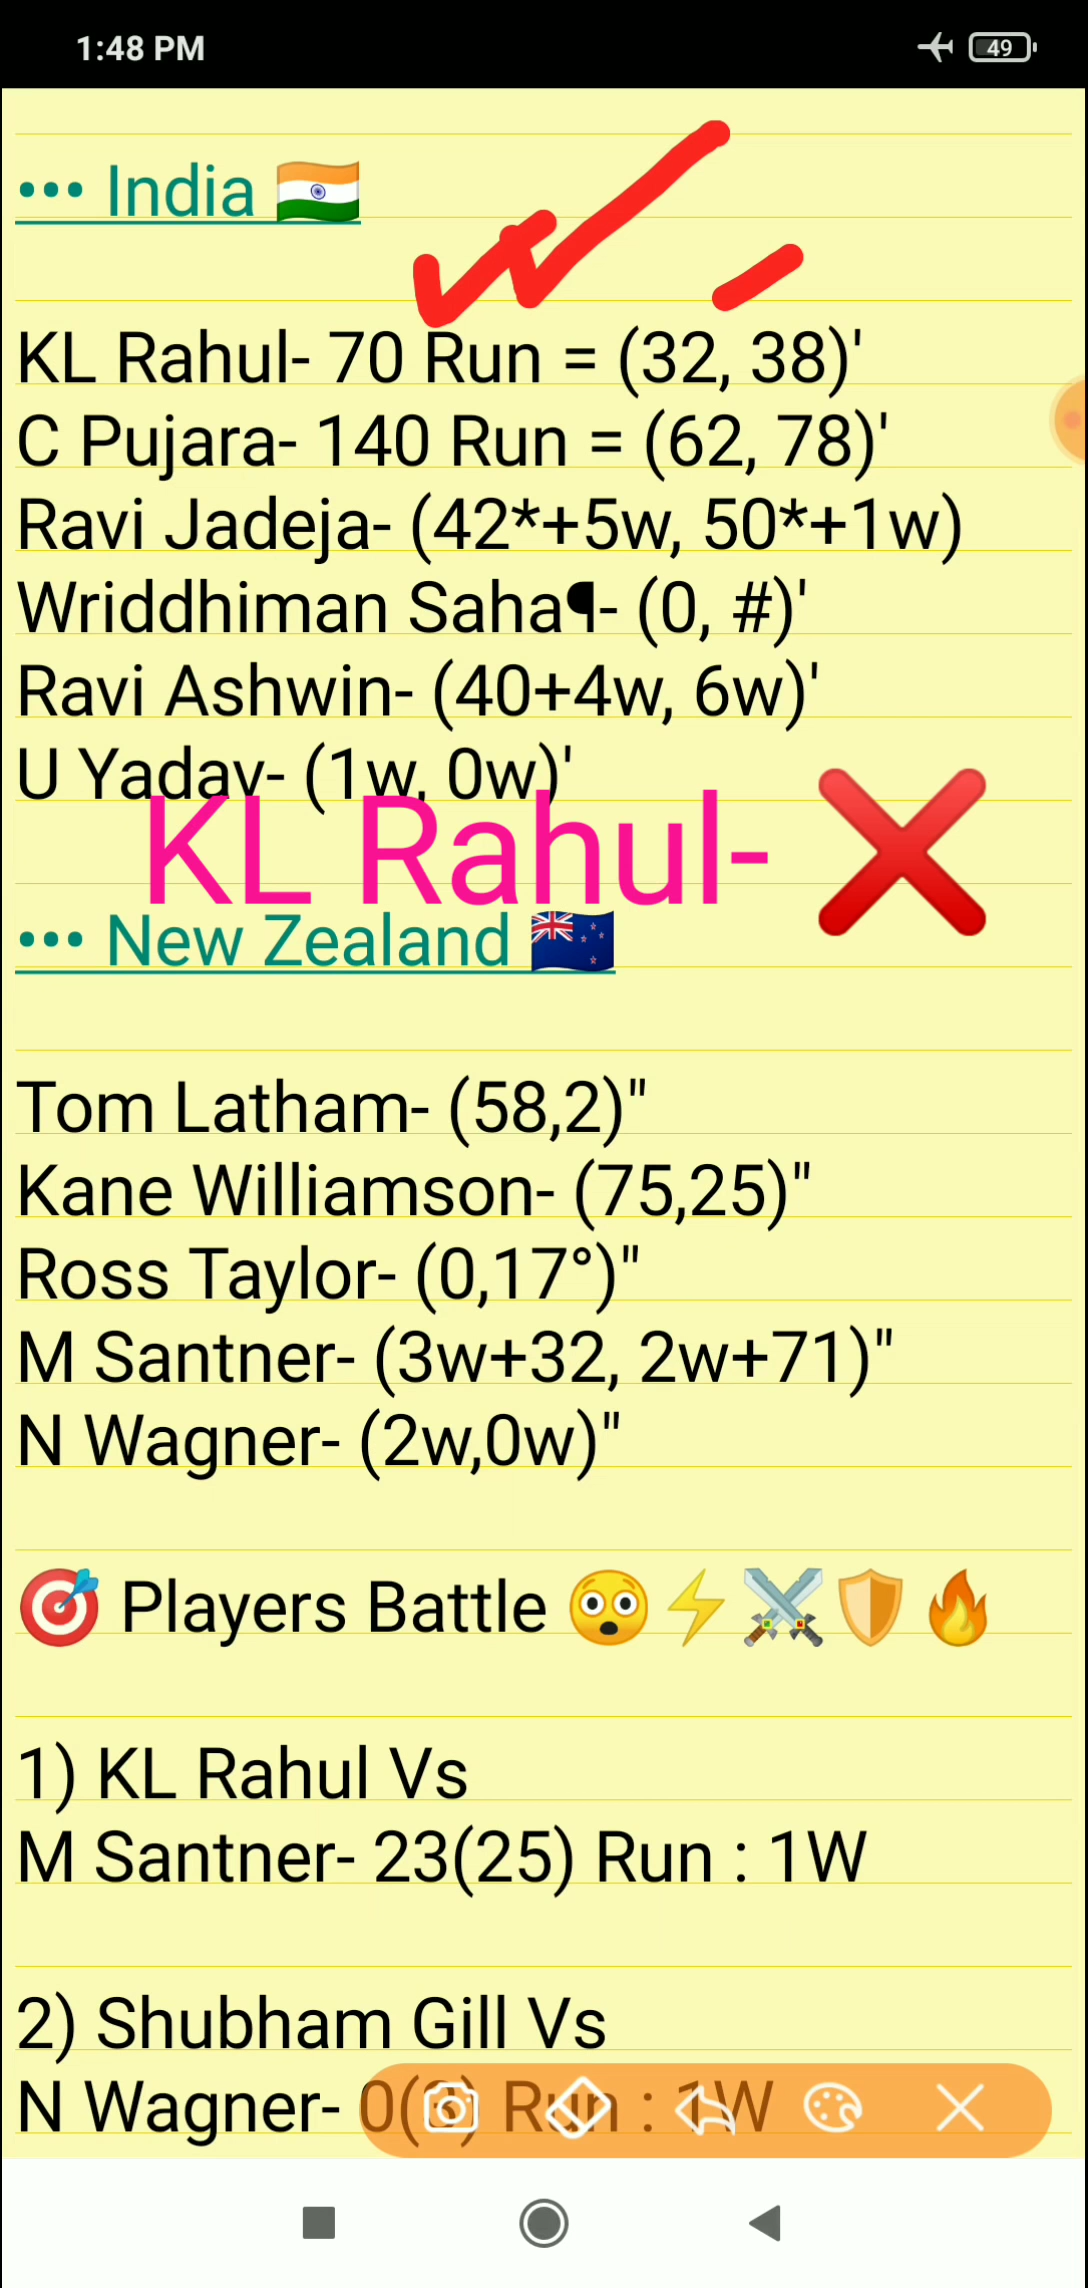 1:48 PM
49
••• India 🇮🇳
KL Rahul- 70 Run = (32, 38)'
C Pujara- 140 Run = (62, 78)'
Ravi Jadeja- (42*+5w, 50*+1w)
Wriddhiman Saha¶- (0, #)'
Ravi Ashwin- (40+4w, 6w)'
U Yadav- (1w, 0w)'
KL Rahul- ❌
••• New Zealand 🇳🇿
Tom Latham- (58,2)"
Kane Williamson- (75,25)"
Ross Taylor- (0,17°)"
M Santner- (3w+32, 2w+71)"
N Wagner- (2w,0w)"
🎯 Players Battle 😲⚡⚔️🛡️🔥
1) KL Rahul Vs
M Santner- 23(25) Run : 1W
2) Shubham Gill Vs
N Wagner- Run : 1W